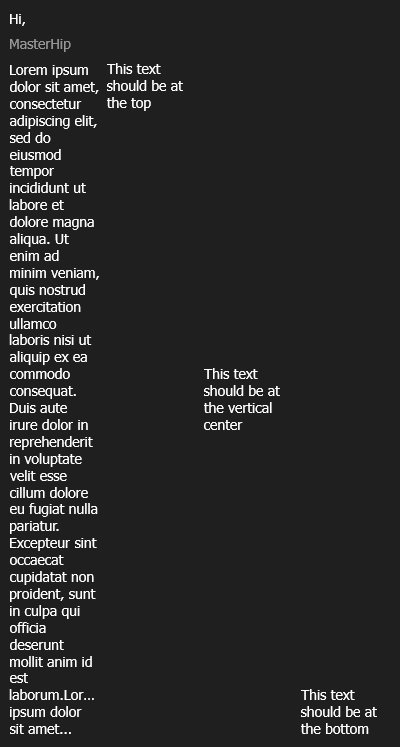 Hi,
MasterHip
Lorem ipsum
dolor sit amet,
consectetur
adipiscing elit,
sed do
eiusmod
tempor
incididunt ut
labore et
dolore magna
aliqua. Ut
enim ad
minim veniam,
quis nostrud
exercitation
ullamco
laboris nisi ut
aliquip ex ea
commodo
consequat.
Duis aute
irure dolor in
reprehenderit
in voluptate
velit esse
cillum dolore
eu fugiat nulla
pariatur.
Excepteur sint
occaecat
cupidatat non
proident, sunt
in culpa qui
officia
deserunt
mollit anim id
est
laborum.Lor...
ipsum dolor
sit amet...
This text
should be at
the top
This text
should be at
the vertical
center
This text
should be at
the bottom